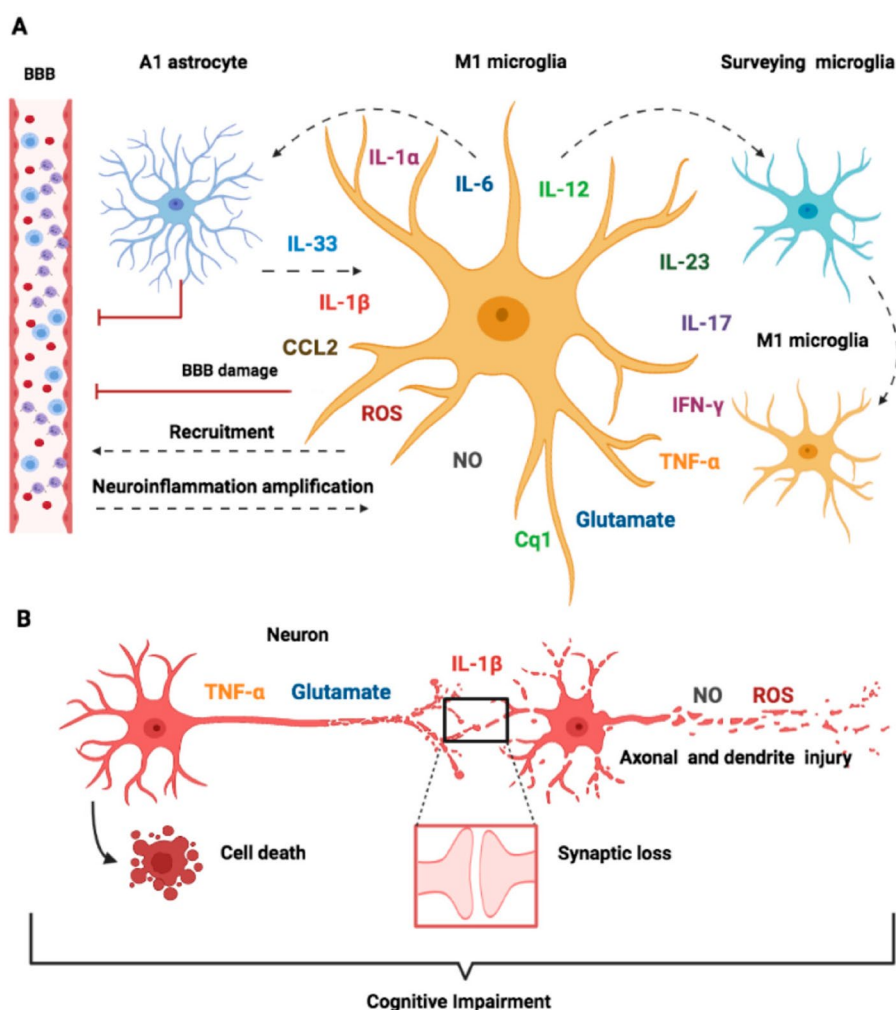 A
BBB
A1 astrocyte
M1 microglia
Surveying microglia
IL-1α
IL-6
IL-12
IL-33
IL-23
IL-1β
IL-17
CCL2
M1 microglia
BBB damage
ROS
IFN-γ
Recruitment
NO
TNF-α
Neuroinflammation amplification
Glutamate
Cq1
B
Neuron
IL-1β
TNF-α
Glutamate
NO
ROS
Axonal and dendrite injury
Cell death
Synaptic loss
Cognitive Impairment